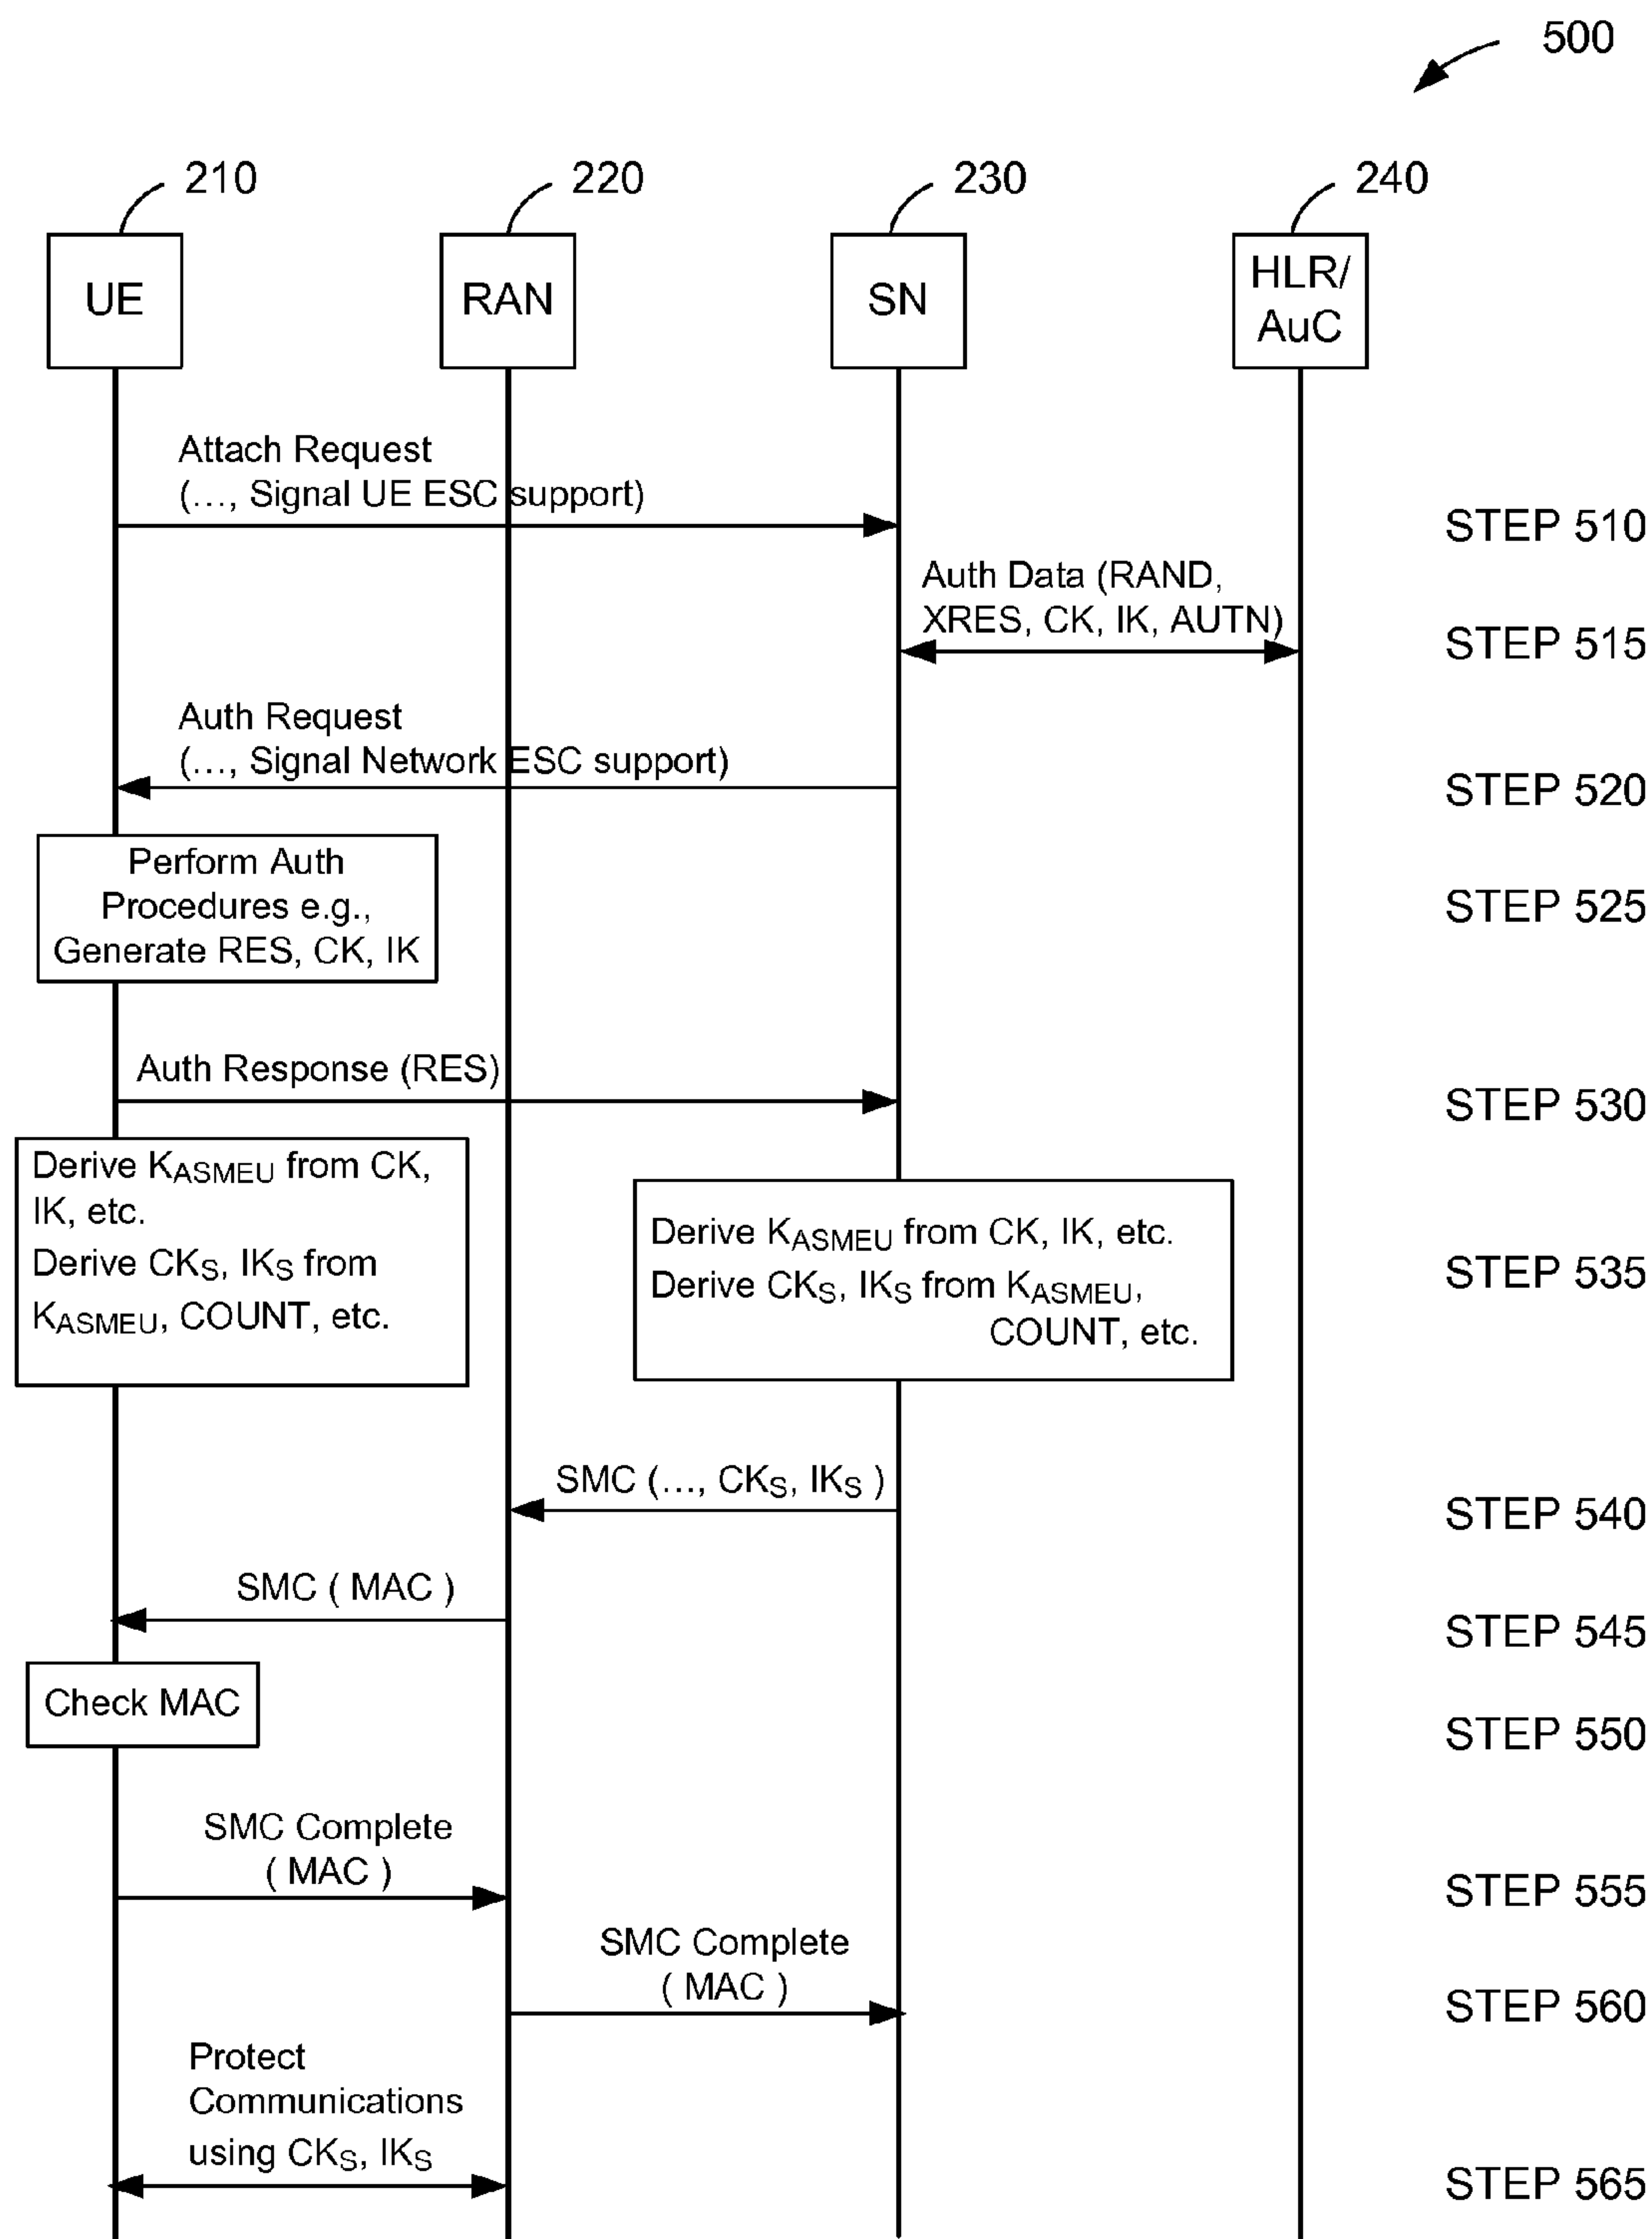 500
210
220
230
240
UE
RAN
SN
HLR/
AuC
Attach Request
(..., Signal UE ESC support)
STEP 510
Auth Data (RAND,
XRES, CK, IK, AUTN)
STEP 515
Auth Request
(..., Signal Network ESC support)
STEP 520
Perform Auth
Procedures e.g.,
Generate RES, CK, IK
STEP 525
Auth Response (RES)
STEP 530
Derive KASMEU from CK,
IK, etc.
Derive CKS, IKS from
KASMEU, COUNT, etc.
Derive KASMEU from CK, IK, etc.
Derive CKS, IKS from KASMEU,
COUNT, etc.
STEP 535
SMC (..., CKS, IKS )
STEP 540
SMC ( MAC )
STEP 545
Check MAC
STEP 550
SMC Complete
( MAC )
STEP 555
SMC Complete
( MAC )
STEP 560
Protect
Communications
using CKS, IKS
STEP 565